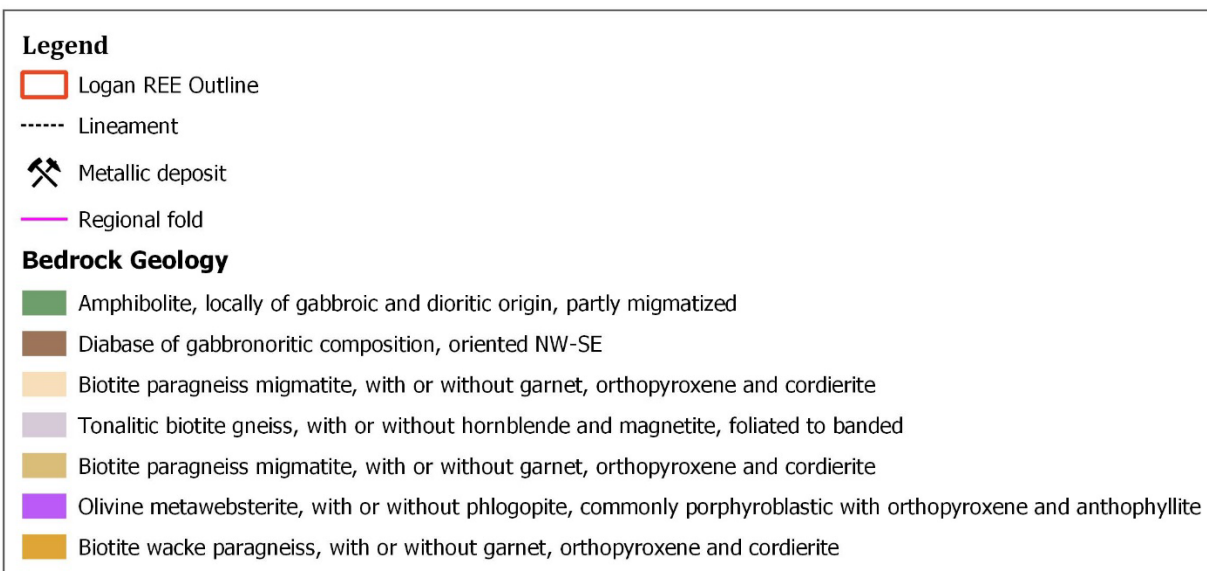 Legend
Logan REE Outline
Lineament
Metallic deposit
Regional fold
Bedrock Geology
Amphibolite, locally of gabbroic and dioritic origin, partly migmatized
Diabase of gabbronoritic composition, oriented NW-SE
Biotite paragneiss migmatite, with or without garnet, orthopyroxene and cordierite
Tonalitic biotite gneiss, with or without hornblende and magnetite, foliated to banded
Biotite paragneiss migmatite, with or without garnet, orthopyroxene and cordierite
Olivine metawebsterite, with or without phlogopite, commonly porphyroblastic with orthopyroxene and anthophyllite
Biotite wacke paragneiss, with or without garnet, orthopyroxene and cordierite